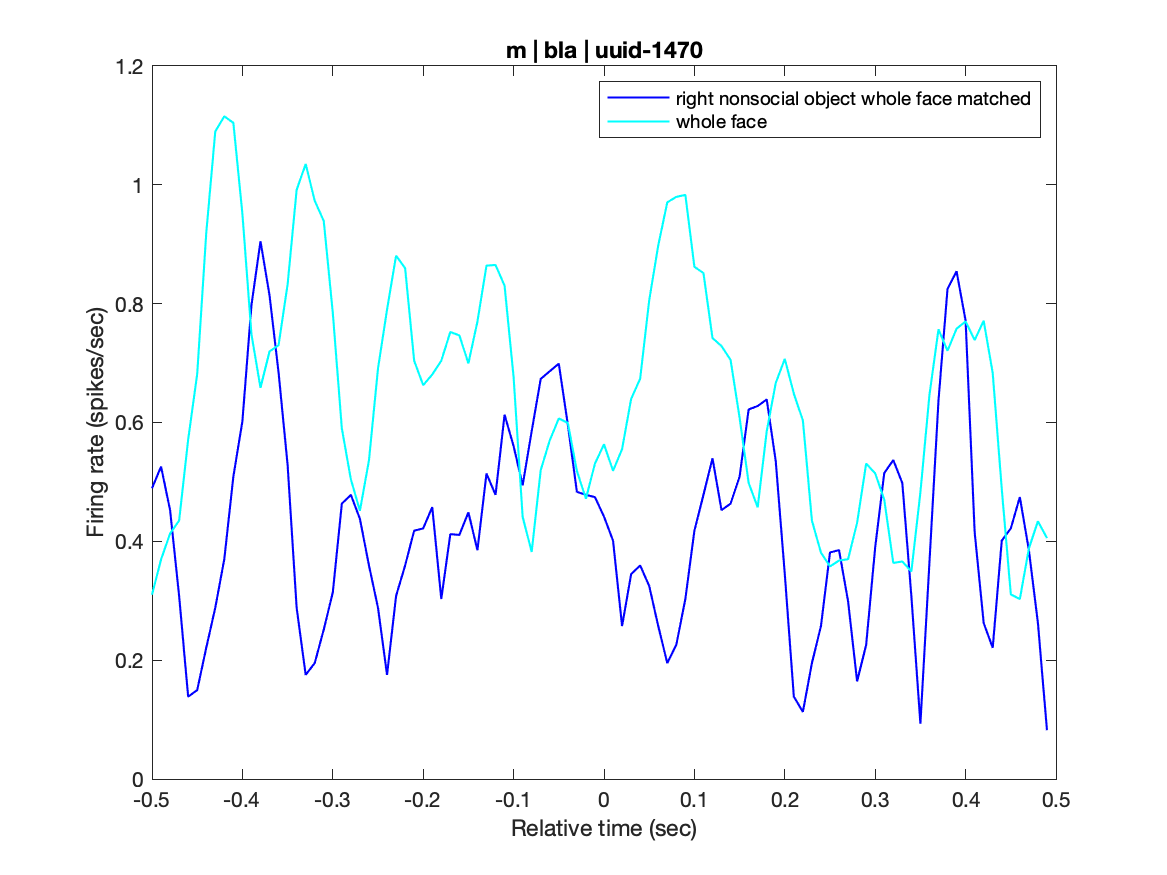 m | bla | uuid-1470
right nonsocial object whole face matched
whole face
Firing rate (spikes/sec)
1.2
1
0.8
0.6
0.4
0.2
0
-0.5 -0.4 -0.3 -0.2 -0.1 0 0.1 0.2 0.3 0.4 0.5
Relative time (sec)